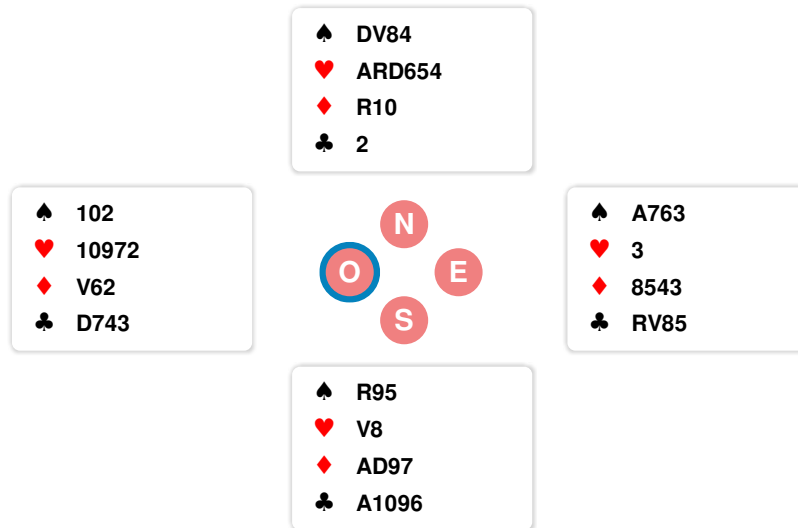 ♠ DV84
♥ ARD654
♦ R10
♣ 2
♠ 102
♥ 10972
♦ V62
♣ D743
N
O E
S
♠ A763
♥ 3
♦ 8543
♣ RV85
♠ R95
♥ V8
♦ AD97
♣ A1096